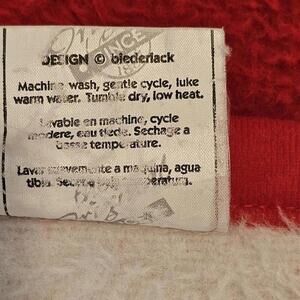 DESIGN © biederlack
Machine wash, gentle cycle, luke
warm water. Tumble dry, low heat.
Lavable en machine, cycle
modere, eau tiede. Sechage a
basse temperature.
Lavar suavemente a maquina, agua
tibia.